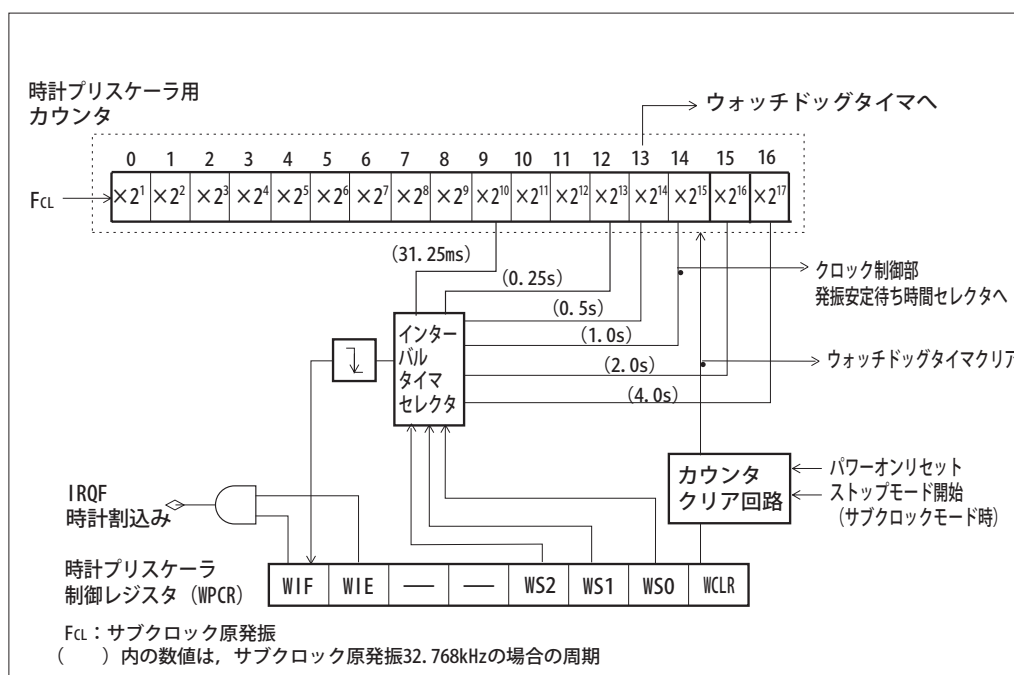 時計プリスケーラ用
カウンタ
ウォッチドッグタイマへ
0 1 2 3 4 5 6 7 8 9 10 11 12 13 14 15 16
FCL
×2¹ ×2² ×2³ ×2⁴ ×2⁵ ×2⁶ ×2⁷ ×2⁸ ×2⁹ ×2¹⁰ ×2¹¹ ×2¹² ×2¹³ ×2¹⁴ ×2¹⁵ ×2¹⁶ ×2¹⁷
(31.25ms)
(0.25s)
(0.5s)
(1.0s)
(2.0s)
(4.0s)
クロック制御部
発振安定待ち時間セレクタへ
インター
バル
タイマ
セレクタ
ウォッチドッグタイマクリア
カウンタ
クリア回路
パワーオンリセット
ストップモード開始
(サブクロックモード時)
IRQF
時計割込み
時計プリスケーラ
制御レジスタ (WPCR)
WIF WIE — — WS2 WS1 WS0 WCLR
FCL：サブクロック原発振
(　　) 内の数値は，サブクロック原発振32.768kHzの場合の周期